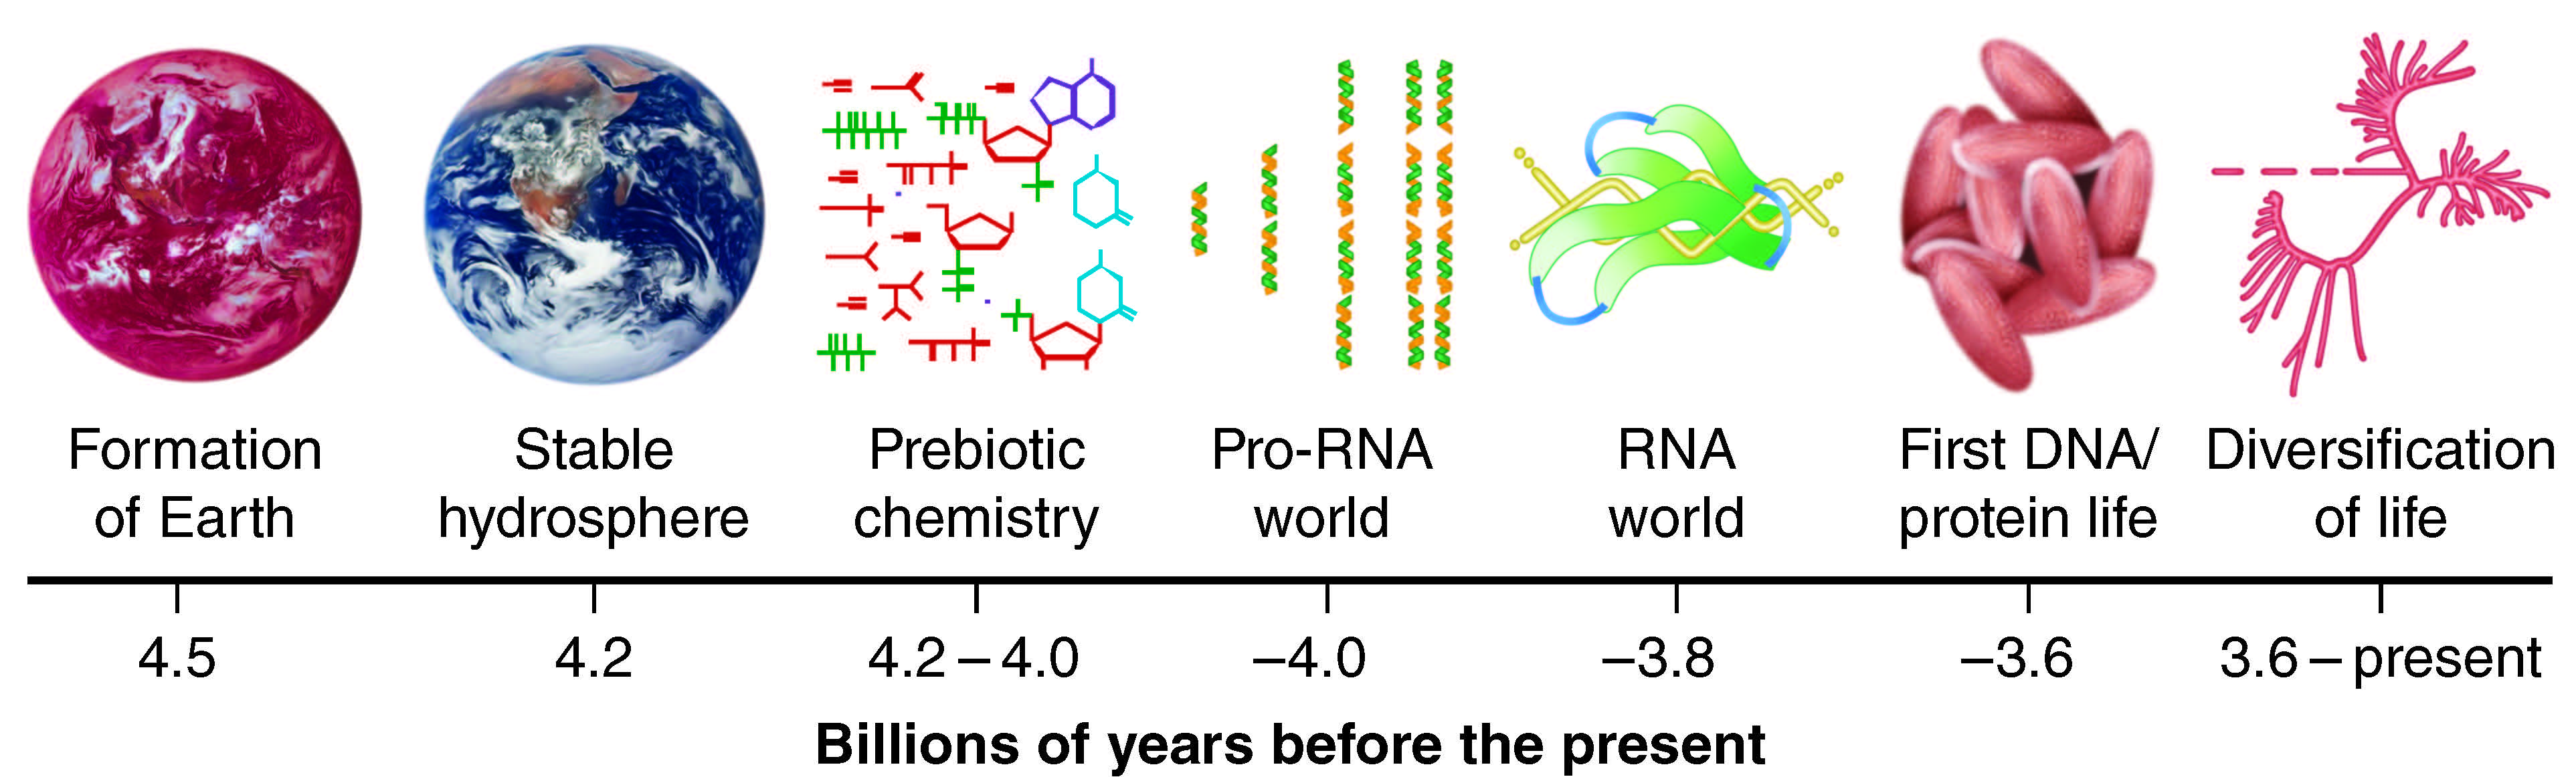 Formation
of Earth
Stable
hydrosphere
Prebiotic
chemistry
Pro-RNA
world
RNA
world
First DNA/
protein life
Diversification
of life
4.5
4.2
4.2 – 4.0
–4.0
–3.8
–3.6
3.6 – present
Billions of years before the present